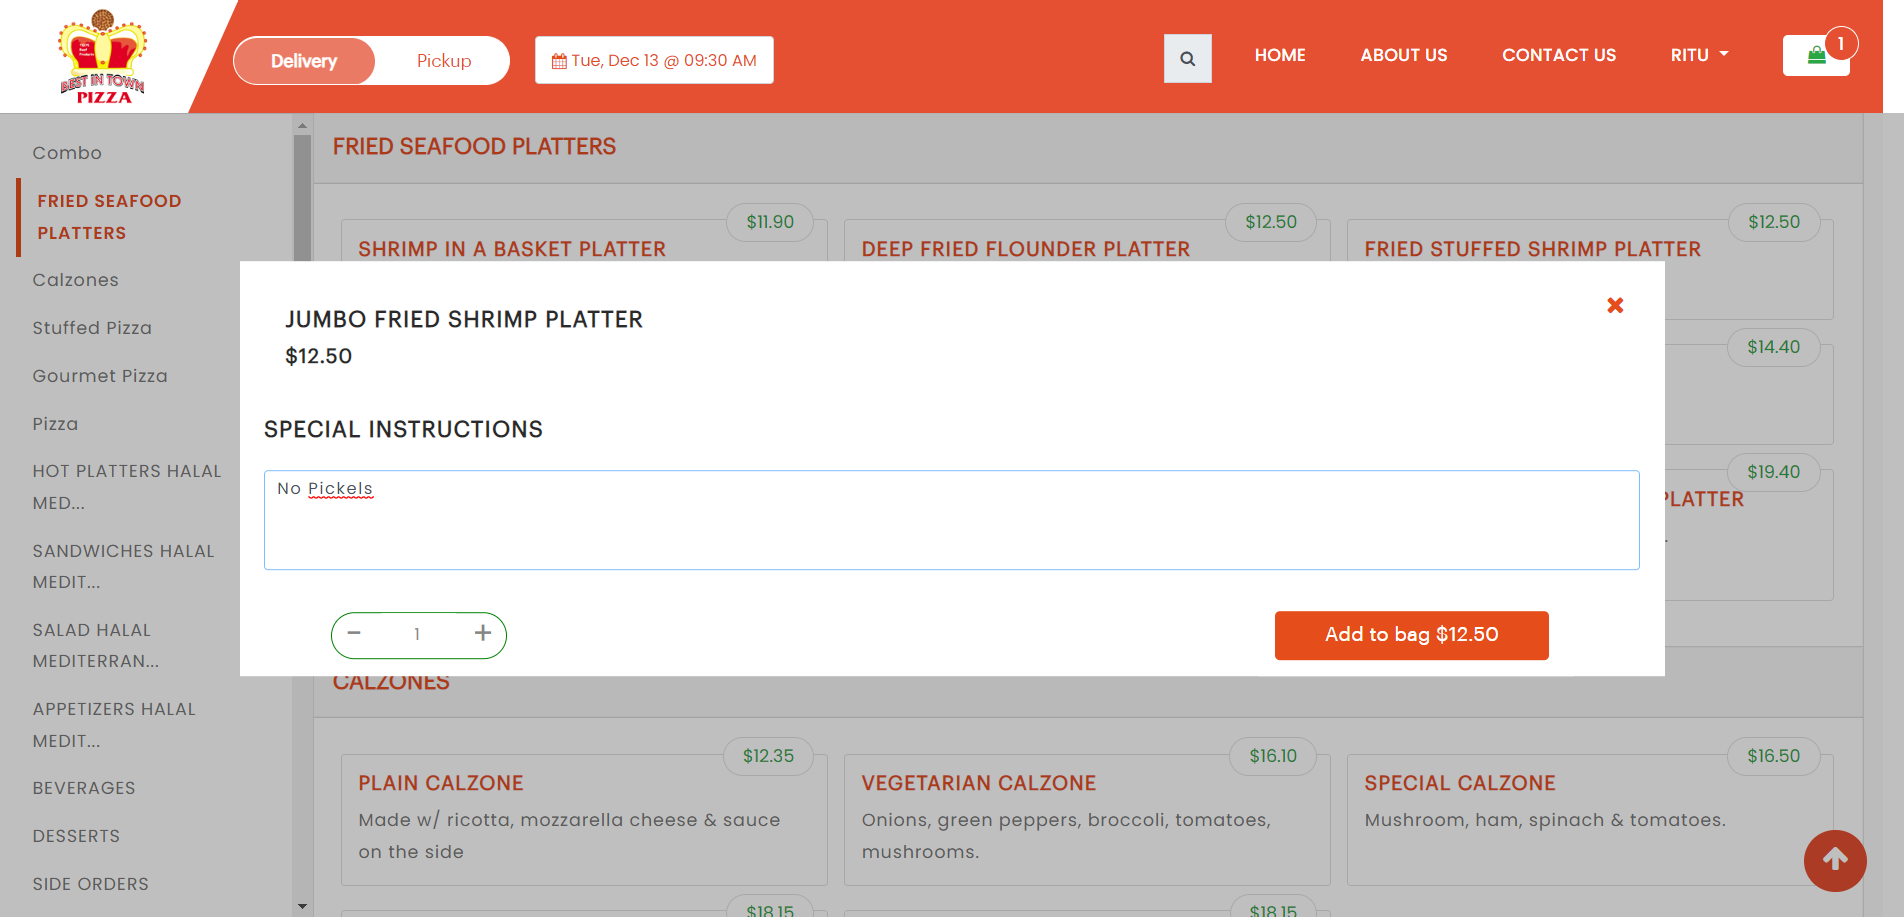 BEST IN TOWN
PIZZA
Delivery
Pickup
Tue, Dec 13 @ 09:30 AM
HOME
ABOUT US
CONTACT US
RITU
1
Combo
FRIED SEAFOOD
PLATTERS
Calzones
Stuffed Pizza
Gourmet Pizza
Pizza
HOT PLATTERS HALAL
MED...
SANDWICHES HALAL
MEDIT...
SALAD HALAL
MEDITERRAN...
APPETIZERS HALAL
MEDIT...
BEVERAGES
DESSERTS
SIDE ORDERS
FRIED SEAFOOD PLATTERS
$11.90
SHRIMP IN A BASKET PLATTER
$12.50
DEEP FRIED FLOUNDER PLATTER
$12.50
FRIED STUFFED SHRIMP PLATTER
$14.40
$19.40
PLATTER
JUMBO FRIED SHRIMP PLATTER
$12.50
SPECIAL INSTRUCTIONS
No Pickels
1
Add to bag $12.50
CALZONES
$12.35
PLAIN CALZONE
Made w/ ricotta, mozzarella cheese & sauce
on the side
$16.10
VEGETARIAN CALZONE
Onions, green peppers, broccoli, tomatoes,
mushrooms.
$16.50
SPECIAL CALZONE
Mushroom, ham, spinach & tomatoes.
$18.15
$18.15